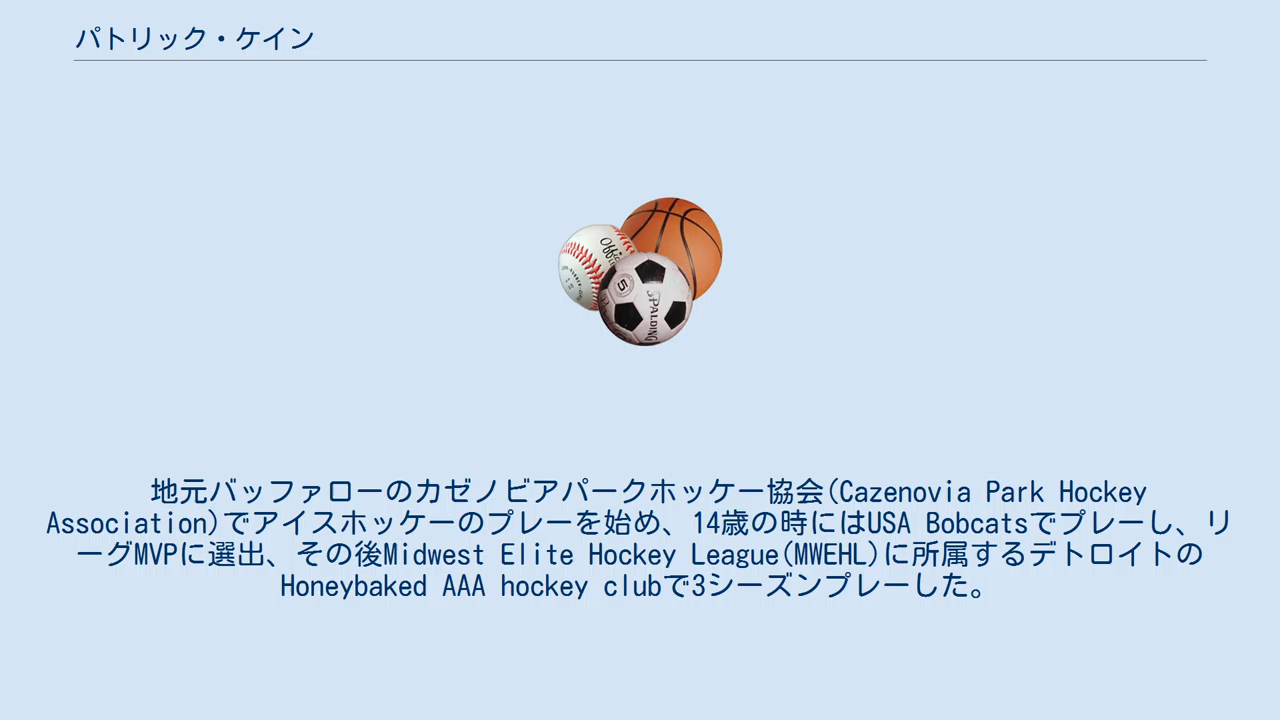 パトリック・ケイン
Offic
5
SPALDING
地元バッファローのカゼノビアパークホッケー協会(Cazenovia Park Hockey
Association)でアイスホッケーのプレーを始め、14歳の時にはUSA Bobcatsでプレーし、リ
ーグMVPに選出、その後Midwest Elite Hockey League(MWEHL)に所属するデトロイトの
Honeybaked AAA hockey clubで3シーズンプレーした。